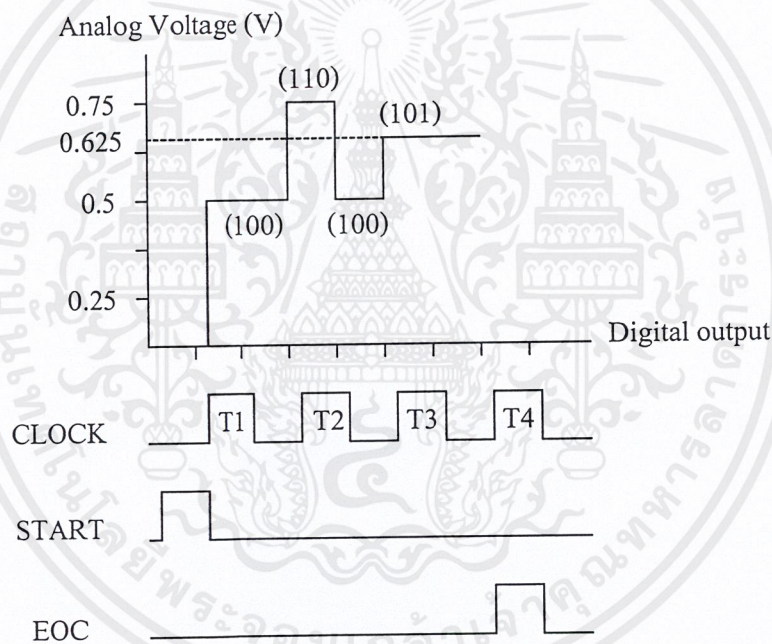 Analog Voltage (V)
0.75
(110)
(101)
0.625
0.5
(100)
(100)
0.25
Digital output
CLOCK
T1
T2
T3
T4
START
EOC